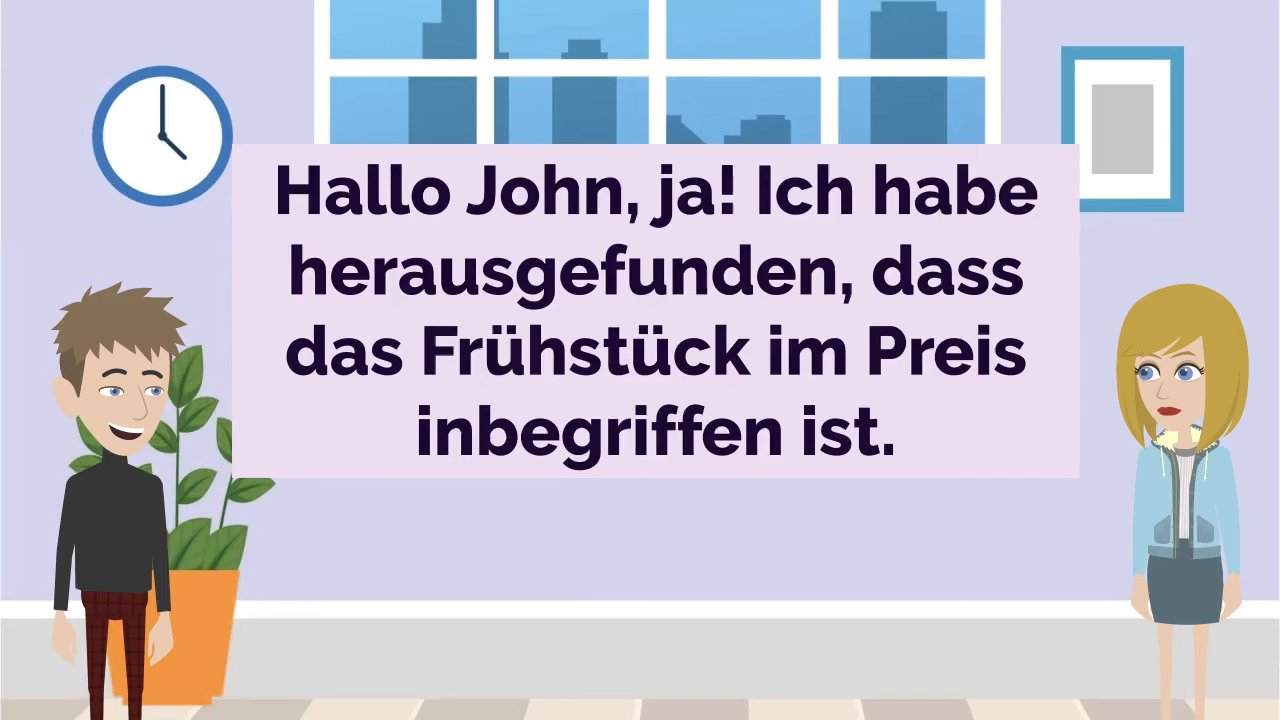 Hallo John, ja! Ich habe
herausgefunden, dass
das Frühstück im Preis
inbegriffen ist.